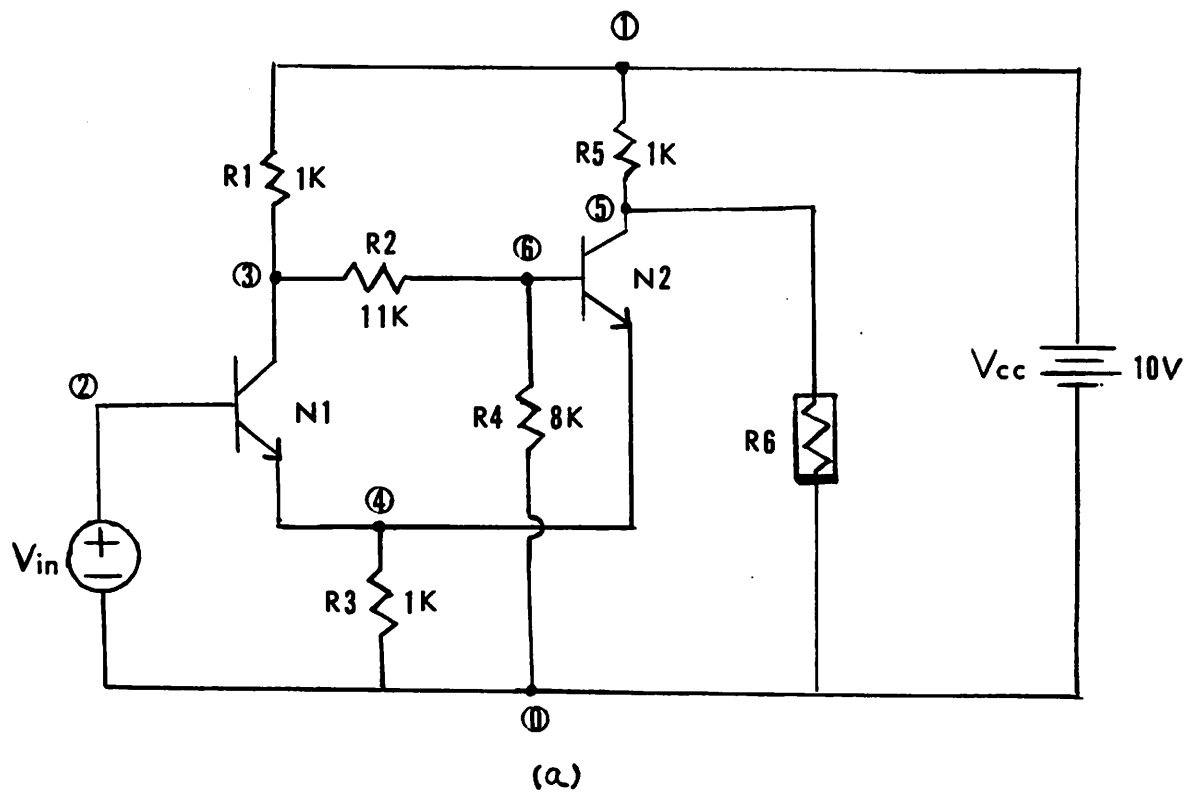 ①
R5 1K
R1 1K
⑤
R2
⑥
③
N2
11K
Vcc 10V
②
R4 8K
N1
R6
④
+
Vin
−
R3 1K
⓪
(a)